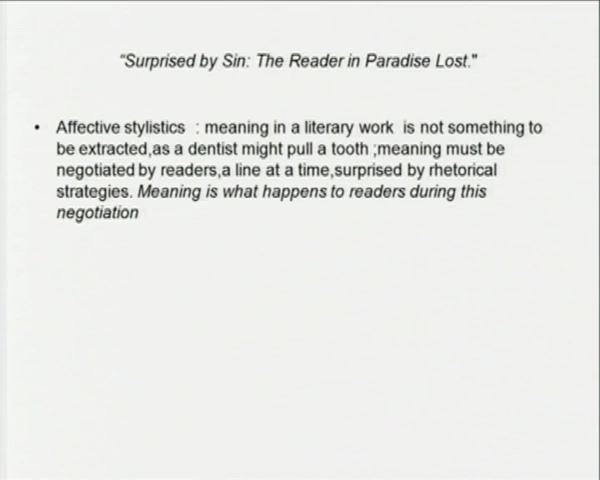 “Surprised by Sin: The Reader in Paradise Lost."
• Affective stylistics : meaning in a literary work is not something to
be extracted,as a dentist might pull a tooth ;meaning must be
negotiated by readers,a line at a time,surprised by rhetorical
strategies. Meaning is what happens to readers during this
negotiation